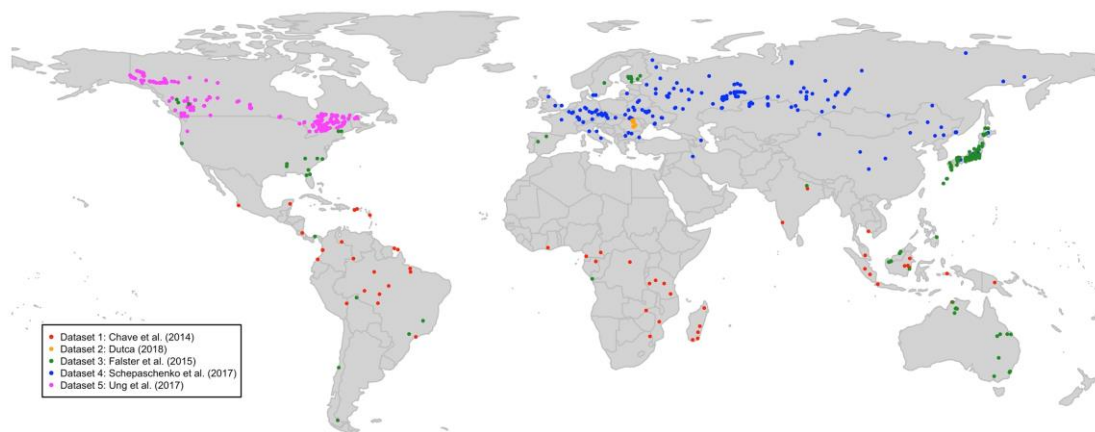 Dataset 1: Chave et al. (2014)
Dataset 2: Dutca (2018)
Dataset 3: Falster et al. (2015)
Dataset 4: Schepaschenko et al. (2017)
Dataset 5: Ung et al. (2017)